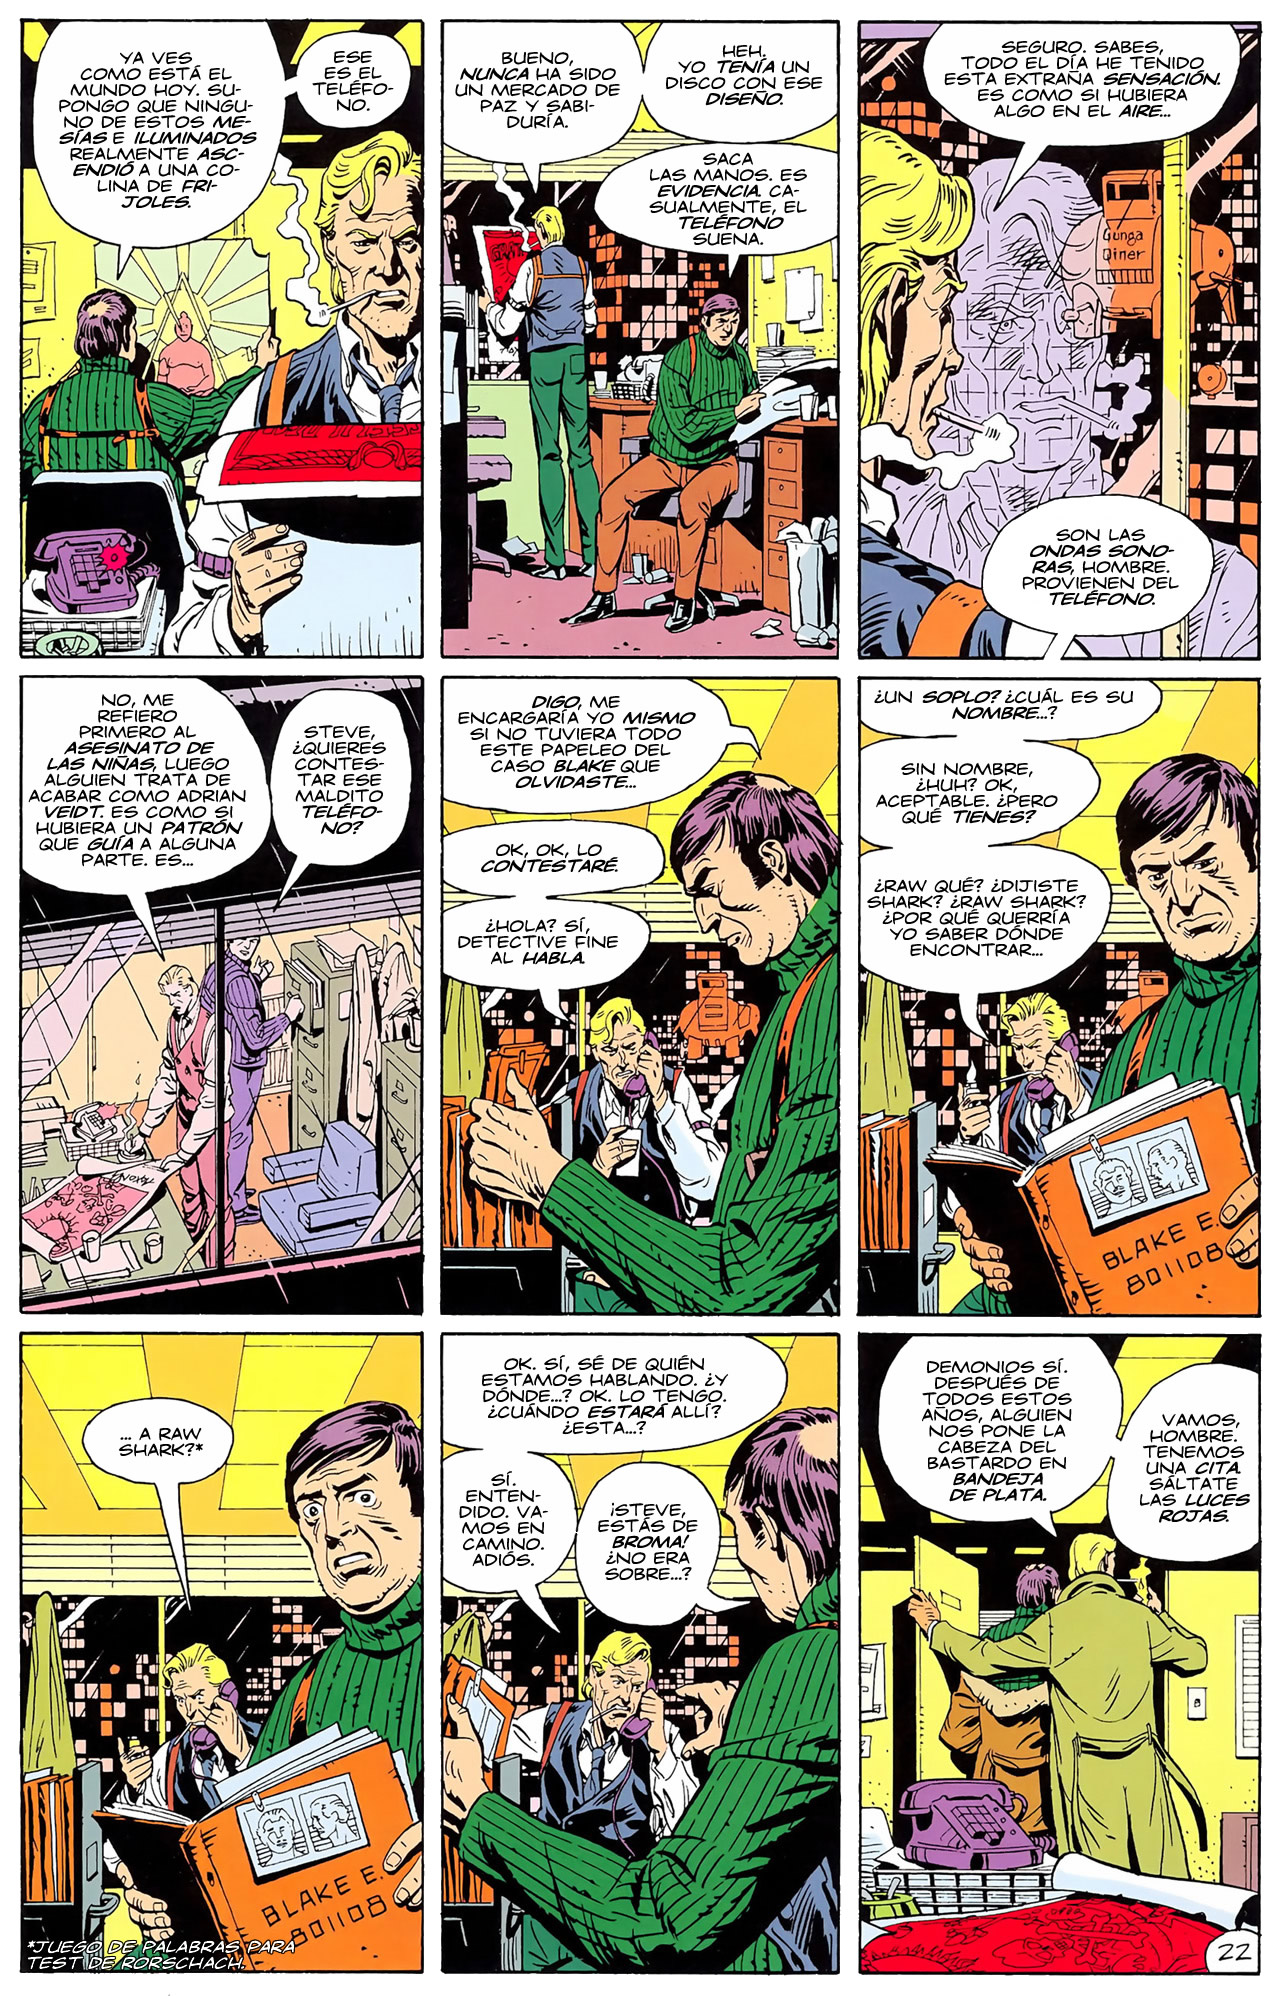 YA VES
COMO ESTÁ EL
MUNDO HOY. SU-
PONGO QUE NINGU-
NO DE ESTOS ME-
SÍAS E ILUMINADOS
REALMENTE ASC-
ENDIÓ A UNA CO-
LINA DE FRI-
JOLES.
ESE
ES EL
TELÉFO-
NO.
BUENO,
NUNCA HA SIDO
UN MERCADO DE
PAZ Y SABI-
DURÍA.
HEH.
YO TENÍA UN
DISCO CON ESE
DISEÑO.
SACA
LAS MANOS. ES
EVIDENCIA. CA-
SUALMENTE, EL
TELÉFONO
SUENA.
SEGURO. SABES,
TODO EL DÍA HE TENIDO
ESTA EXTRAÑA SENSACIÓN.
ES COMO SI HUBIERA
ALGO EN EL AIRE...
Gunga
Diner
SON LAS
ONDAS SONO-
RAS, HOMBRE.
PROVIENEN DEL
TELÉFONO.
NO, ME
REFIERO
PRIMERO AL
ASESINATO DE
LAS NIÑAS, LUEGO
ALGUIEN TRATA DE
ACABAR COMO ADRIAN
VEIDT. ES COMO SI
HUBIERA UN PATRÓN
QUE GUÍA A ALGUNA
PARTE. ES...
STEVE,
¿QUIERES
CONTES-
TAR ESE
MALDITO
TELÉFO-
NO?
DIGO, ME
ENCARGARÍA YO MISMO
SI NO TUVIERA TODO
ESTE PAPELEO DEL
CASO BLAKE QUE
OLVIDASTE...
OK, OK, LO
CONTESTARÉ.
¿HOLA? SÍ,
DETECTIVE FINE
AL HABLA.
¿UN SOPLO? ¿CUÁL ES SU
NOMBRE...?
SIN NOMBRE,
¿HUH? OK,
ACEPTABLE. ¿PERO
QUÉ TIENES?
¿RAW QUÉ? ¿DIJISTE
SHARK? ¿RAW SHARK?
¿POR QUÉ QUERRÍA
YO SABER DÓNDE
ENCONTRAR...
BLAKE E.
801108
... A RAW
SHARK?*
BLAKE E.
801108
*JUEGO DE PALABRAS PARA
TEST DE RORSCHACH.
OK. SÍ, SÉ DE QUIÉN
ESTAMOS HABLANDO. ¿Y
DÓNDE...? OK. LO TENGO.
¿CUÁNDO ESTARÁ ALLÍ?
¿ESTA...?
SÍ.
ENTEN-
DIDO. VA-
MOS EN
CAMINO.
ADIÓS.
¡STEVE,
ESTÁS DE
BROMA!
¿NO ERA
SOBRE...?
DEMONIOS SÍ.
DESPUÉS DE
TODOS ESTOS
AÑOS, ALGUIEN
NOS PONE LA
CABEZA DEL
BASTARDO EN
BANDEJA
DE PLATA.
VAMOS,
HOMBRE.
TENEMOS
UNA CITA.
SÁLTATE
LAS LUCES
ROJAS.
22